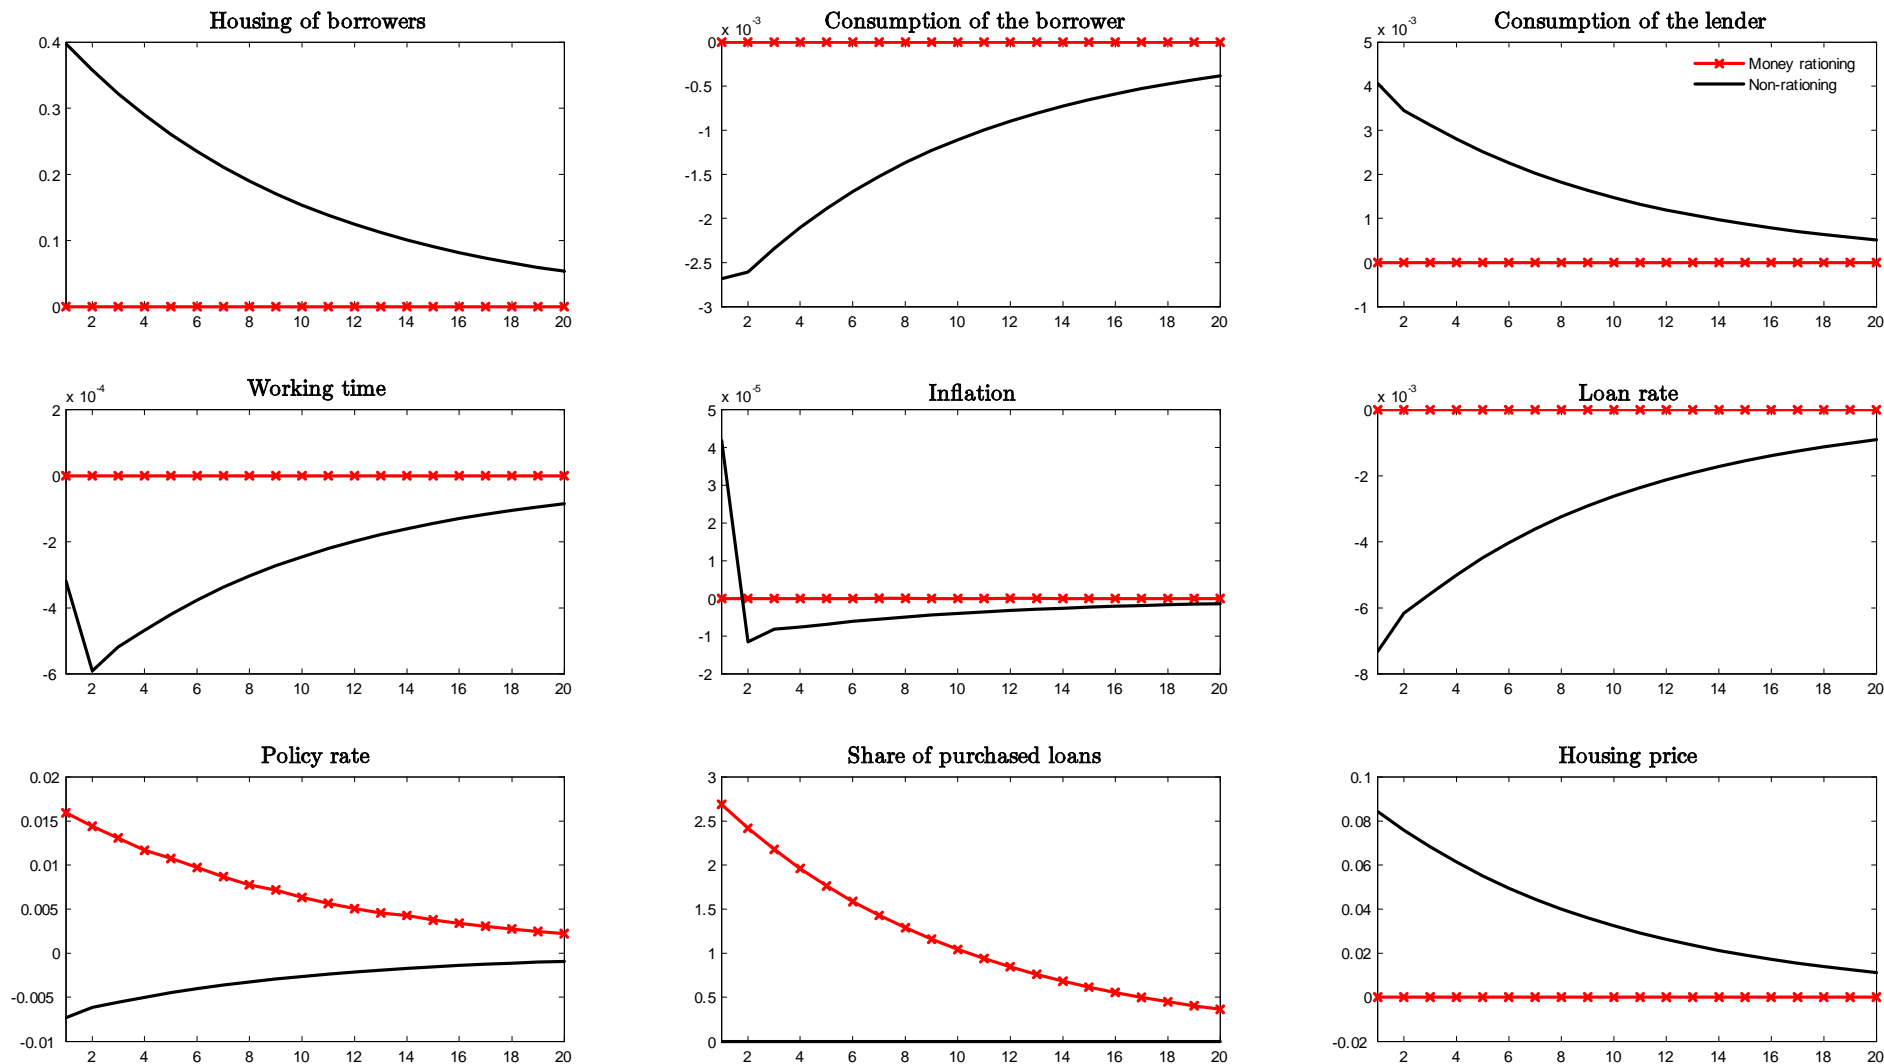 Housing of borrowers
0.4
0.3
0.2
0.1
0
2 4 6 8 10 12 14 16 18 20
Consumption of the borrower
x 10-3
0
-0.5
-1
-1.5
-2
-2.5
-3
2 4 6 8 10 12 14 16 18 20
Consumption of the lender
x 10-3
5
4
3
2
1
0
-1
Money rationing
Non-rationing
2 4 6 8 10 12 14 16 18 20
Working time
x 10-4
2
0
-2
-4
-6
2 4 6 8 10 12 14 16 18 20
Inflation
x 10-5
5
4
3
2
1
0
-1
-2
2 4 6 8 10 12 14 16 18 20
Loan rate
x 10-3
0
-2
-4
-6
-8
2 4 6 8 10 12 14 16 18 20
Policy rate
0.02
0.015
0.01
0.005
0
-0.005
-0.01
2 4 6 8 10 12 14 16 18 20
Share of purchased loans
3
2.5
2
1.5
1
0.5
0
2 4 6 8 10 12 14 16 18 20
Housing price
0.1
0.08
0.06
0.04
0.02
0
-0.02
2 4 6 8 10 12 14 16 18 20